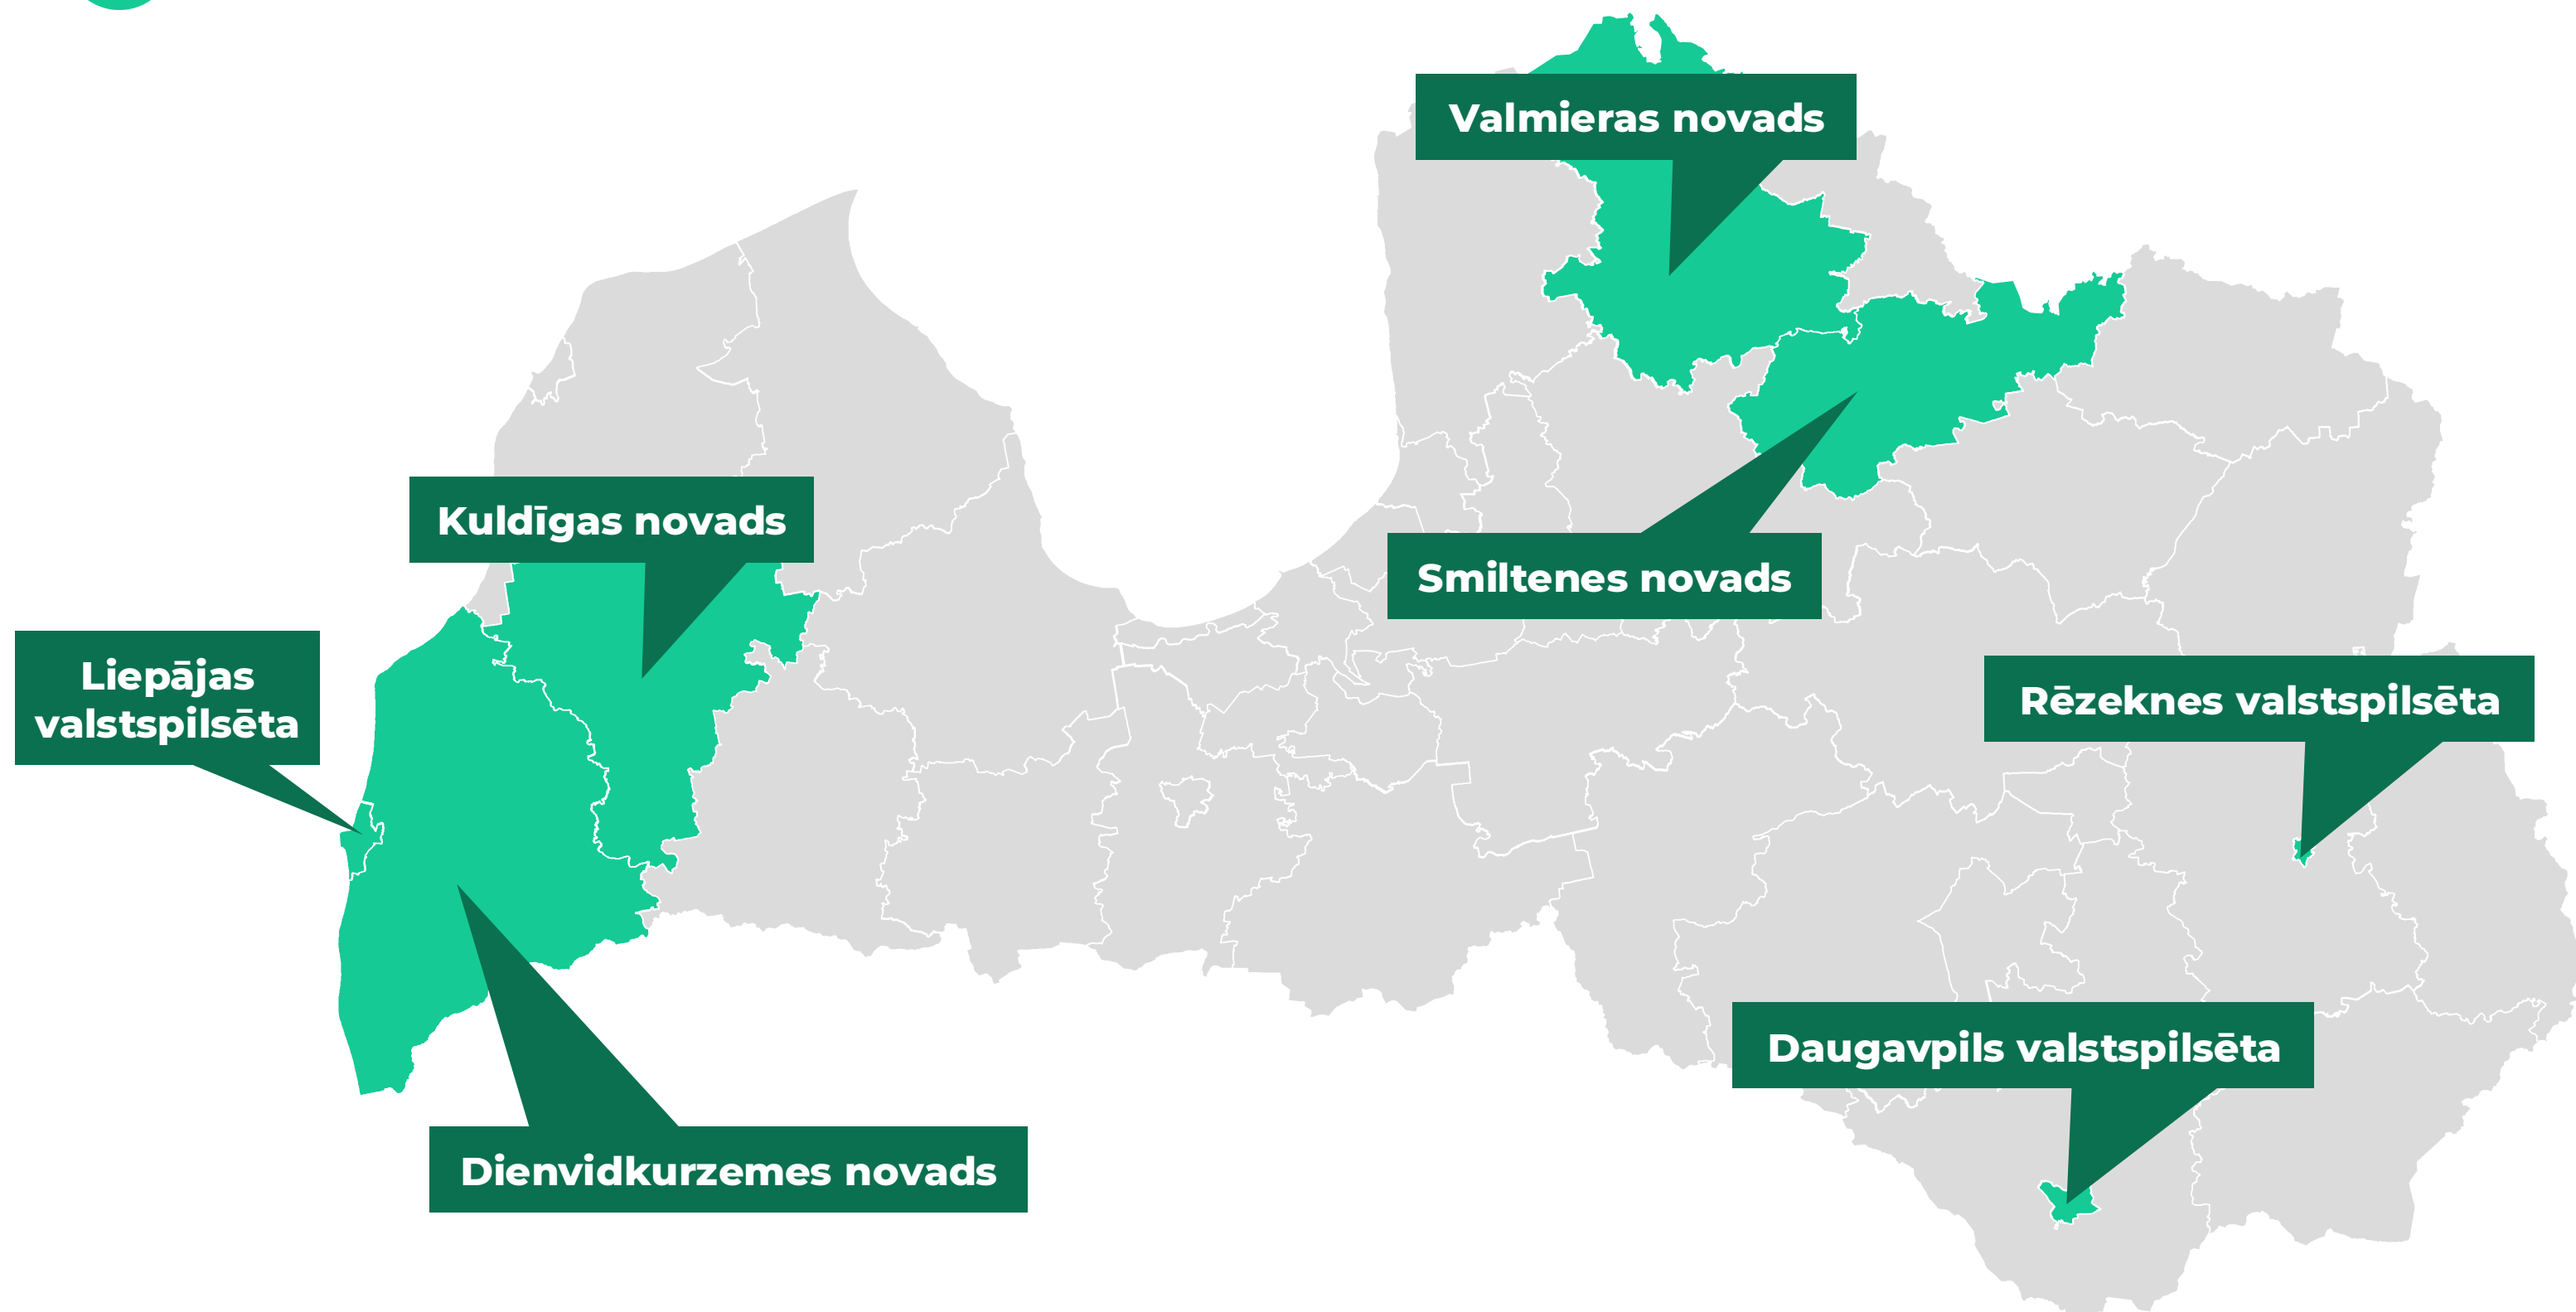 Valmieras novads
Kuldīgas novads
Smiltenes novads
Liepājas
valstspilsēta
Rēzeknes valstspilsēta
Daugavpils valstspilsēta
Dienvidkurzemes novads